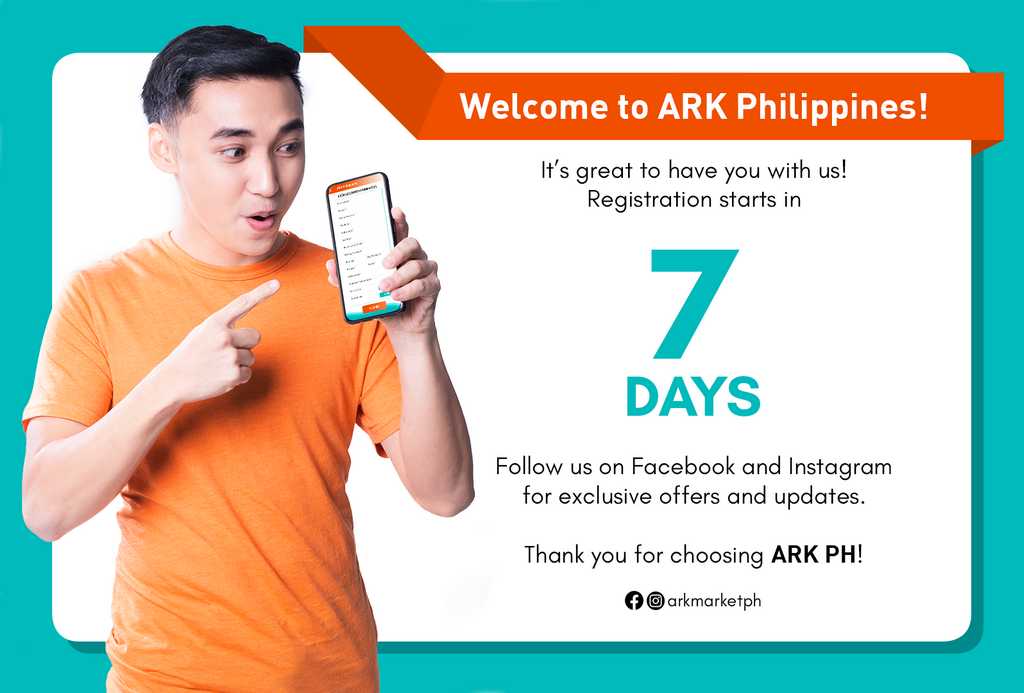 Welcome to ARK Philippines!
It’s great to have you with us!
Registration starts in
7
DAYS
Follow us on Facebook and Instagram
for exclusive offers and updates.
Thank you for choosing ARK PH!
arkmarketph